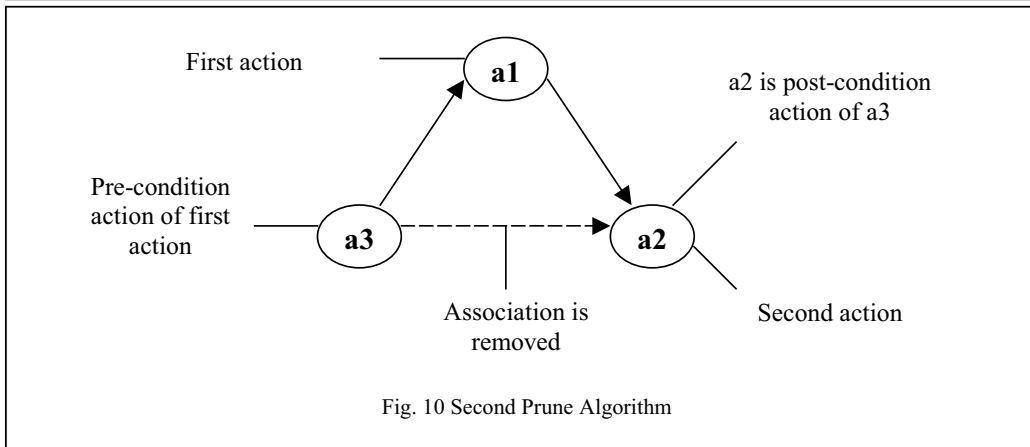 First action
a1
a2 is post-condition
action of a3
Pre-condition
action of first
action
a3
a2
Association is
removed
Second action
Fig. 10 Second Prune Algorithm